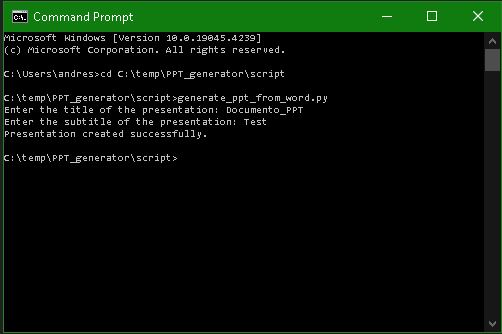 Command Prompt
Microsoft Windows [Version 10.0.19045.4239]
(c) Microsoft Corporation. All rights reserved.
C:\Users\andres>cd C:\temp\PPT_generator\script
C:\temp\PPT_generator\script>generate_ppt_from_word.py
Enter the title of the presentation: Documento_PPT
Enter the subtitle of the presentation: Test
Presentation created successfully.
C:\temp\PPT_generator\script>